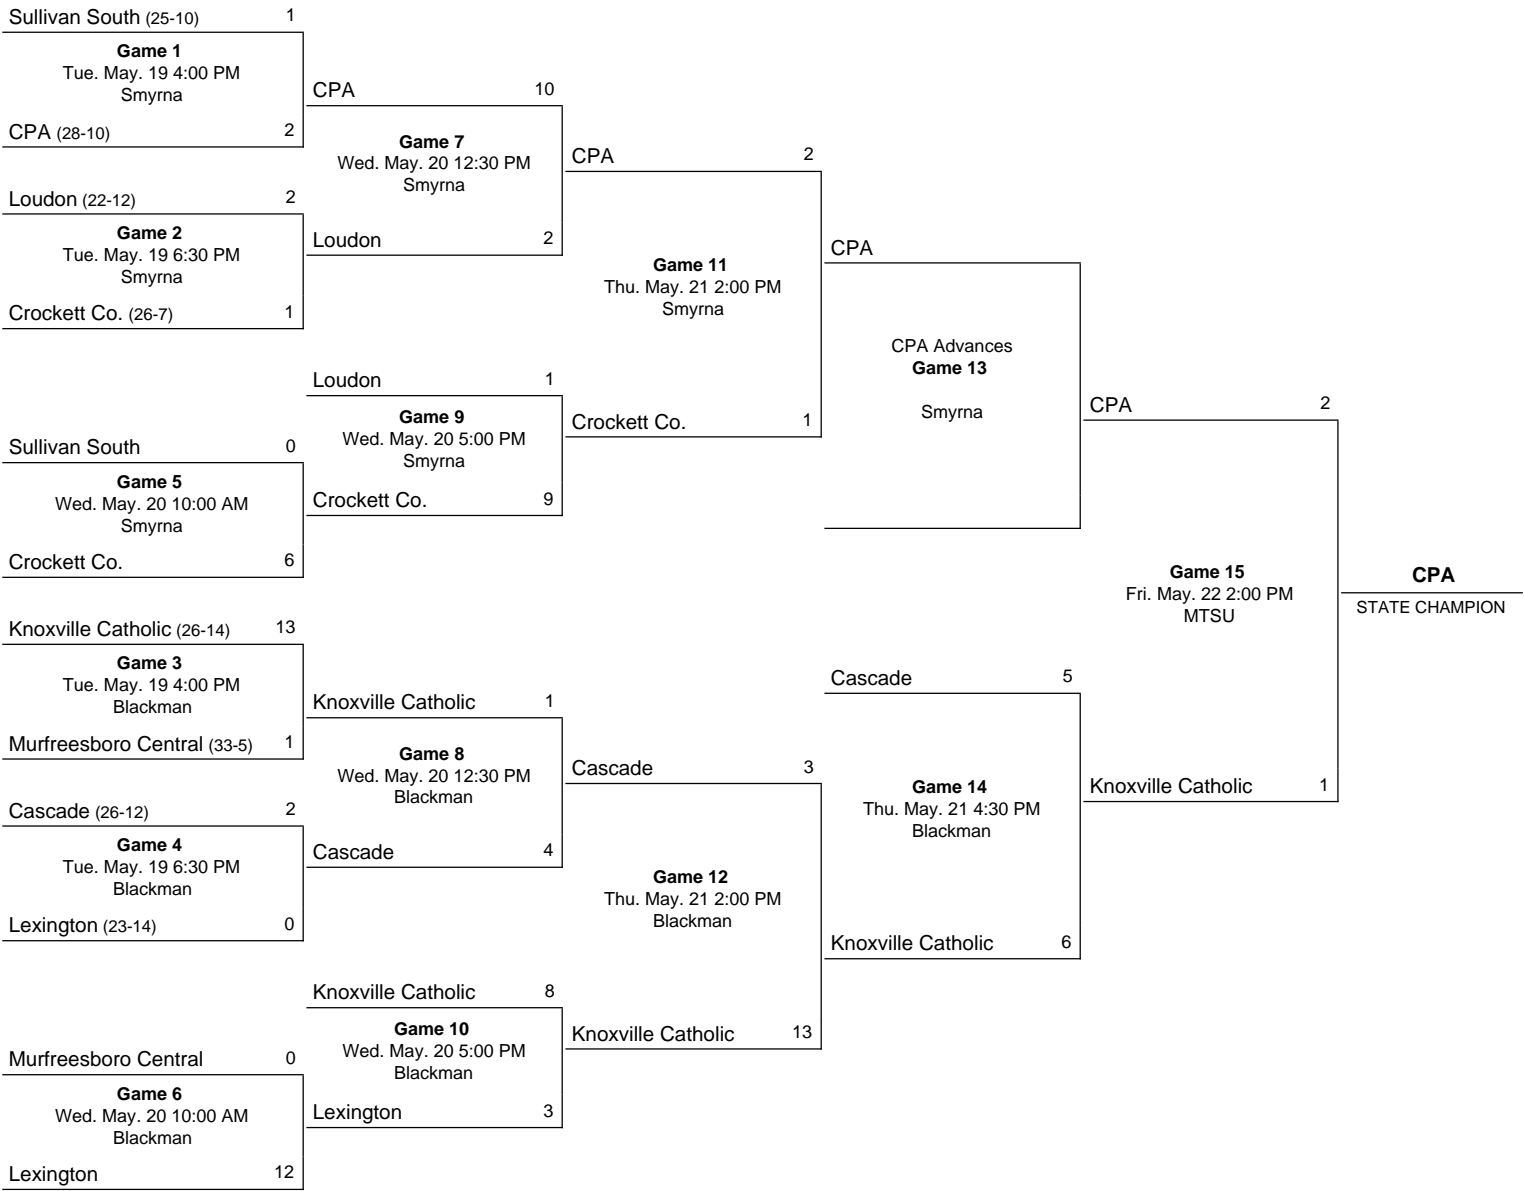 Sullivan South (25-10) 1
Game 1
Tue. May. 19 4:00 PM
Smyrna
CPA (28-10) 2
Loudon (22-12) 2
Game 2
Tue. May. 19 6:30 PM
Smyrna
Crockett Co. (26-7) 1
Sullivan South 0
Game 5
Wed. May. 20 10:00 AM
Smyrna
Crockett Co. 6
Knoxville Catholic (26-14) 13
Game 3
Tue. May. 19 4:00 PM
Blackman
Murfreesboro Central (33-5) 1
Cascade (26-12) 2
Game 4
Tue. May. 19 6:30 PM
Blackman
Lexington (23-14) 0
Murfreesboro Central 0
Game 6
Wed. May. 20 10:00 AM
Blackman
Lexington 12
CPA 10
Game 7
Wed. May. 20 12:30 PM
Smyrna
Loudon 2
Loudon 1
Game 9
Wed. May. 20 5:00 PM
Smyrna
Crockett Co. 9
Knoxville Catholic 1
Game 8
Wed. May. 20 12:30 PM
Blackman
Cascade 4
Knoxville Catholic 8
Game 10
Wed. May. 20 5:00 PM
Blackman
Lexington 3
CPA 2
Game 11
Thu. May. 21 2:00 PM
Smyrna
Crockett Co. 1
Cascade 3
Game 12
Thu. May. 21 2:00 PM
Blackman
Knoxville Catholic 13
CPA
CPA Advances
Game 13
Smyrna
Cascade 5
Game 14
Thu. May. 21 4:30 PM
Blackman
Knoxville Catholic 6
CPA 2
Game 15
Fri. May. 22 2:00 PM
MTSU
Knoxville Catholic 1
CPA
STATE CHAMPION